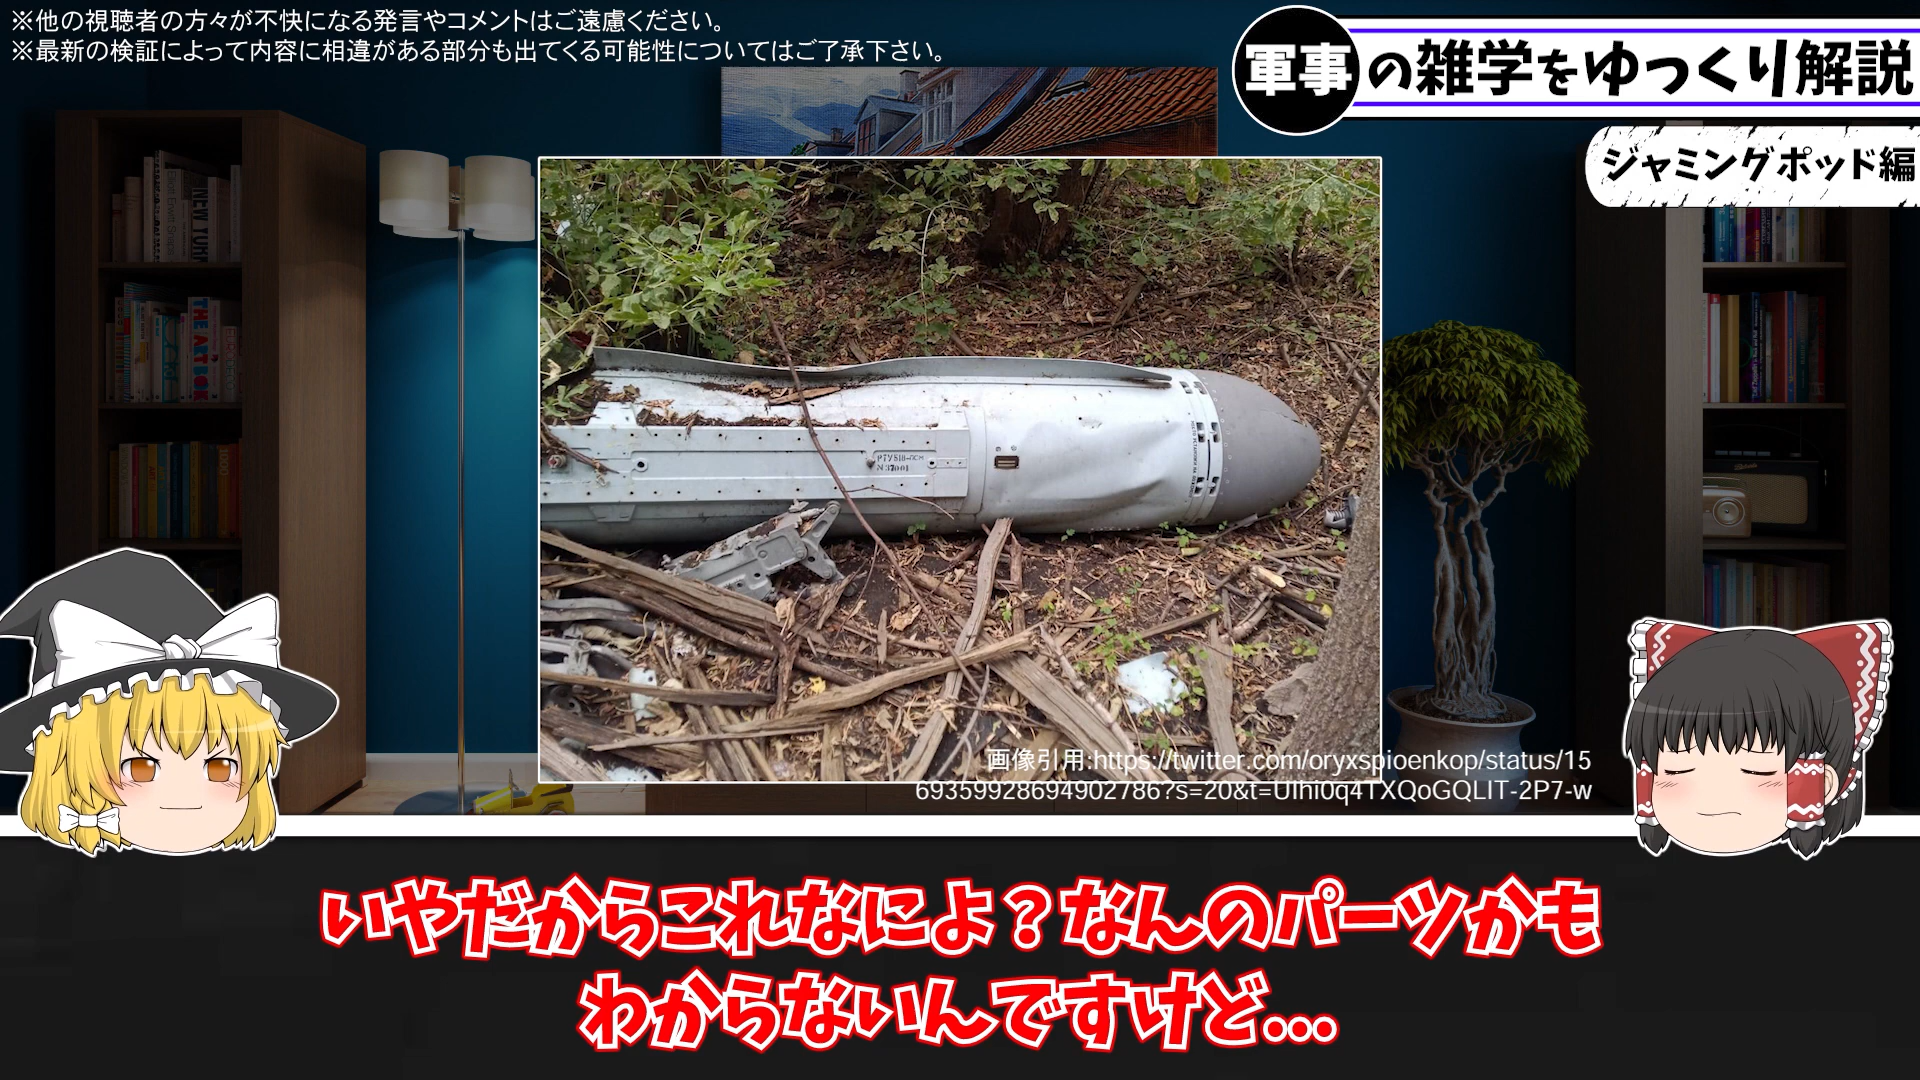 ※他の視聴者の方々が不快になる発言やコメントはご遠慮ください。
※最新の検証によって内容に相違がある部分も出てくる可能性についてはご了承下さい。
軍事の雑学をゆっくり解説
ジャミングポッド編
NEW YORK
THE ARTBOOK
N 37001
画像引用:https://twitter.com/oryxspioenkop/status/15
69359928694902786?s=20&t=UIhi0q4TXQoGQLIT-2P7-w
いやだからこれなによ？なんのパーツかも
わからないんですけど…